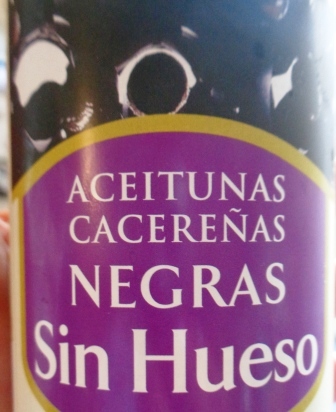 ACEITUNAS
CACEREÑAS
NEGRAS
Sin Hueso